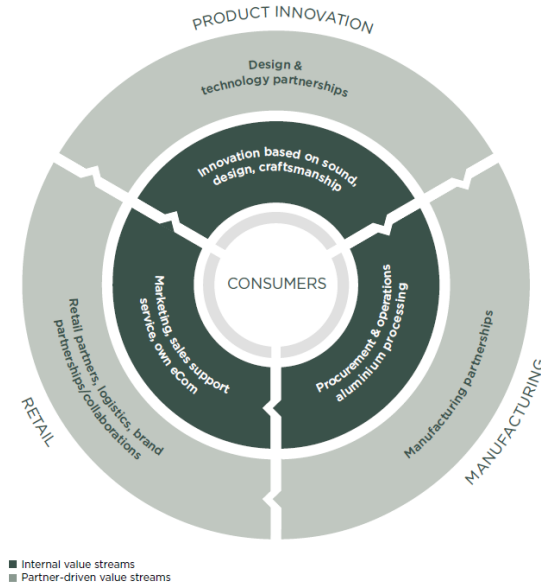 PRODUCT INNOVATION
Design &
technology partnerships
Innovation based on sound,
design, craftsmanship
CONSUMERS
Marketing, sales support
service, own eCom
Procurement & operations
aluminium processing
Retail partners, logistics, brand
partnerships/collaborations
Manufacturing partnerships
RETAIL
MANUFACTURING
Internal value streams
Partner-driven value streams